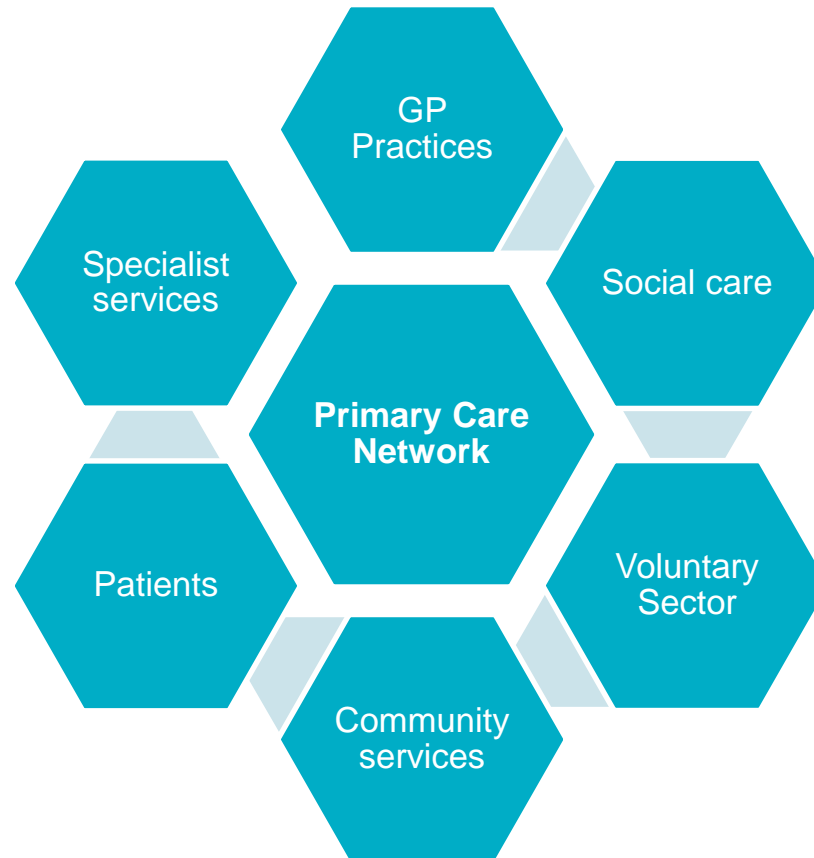 GP
Practices
Specialist
services
Social care
Primary Care
Network
Patients
Voluntary
Sector
Community
services